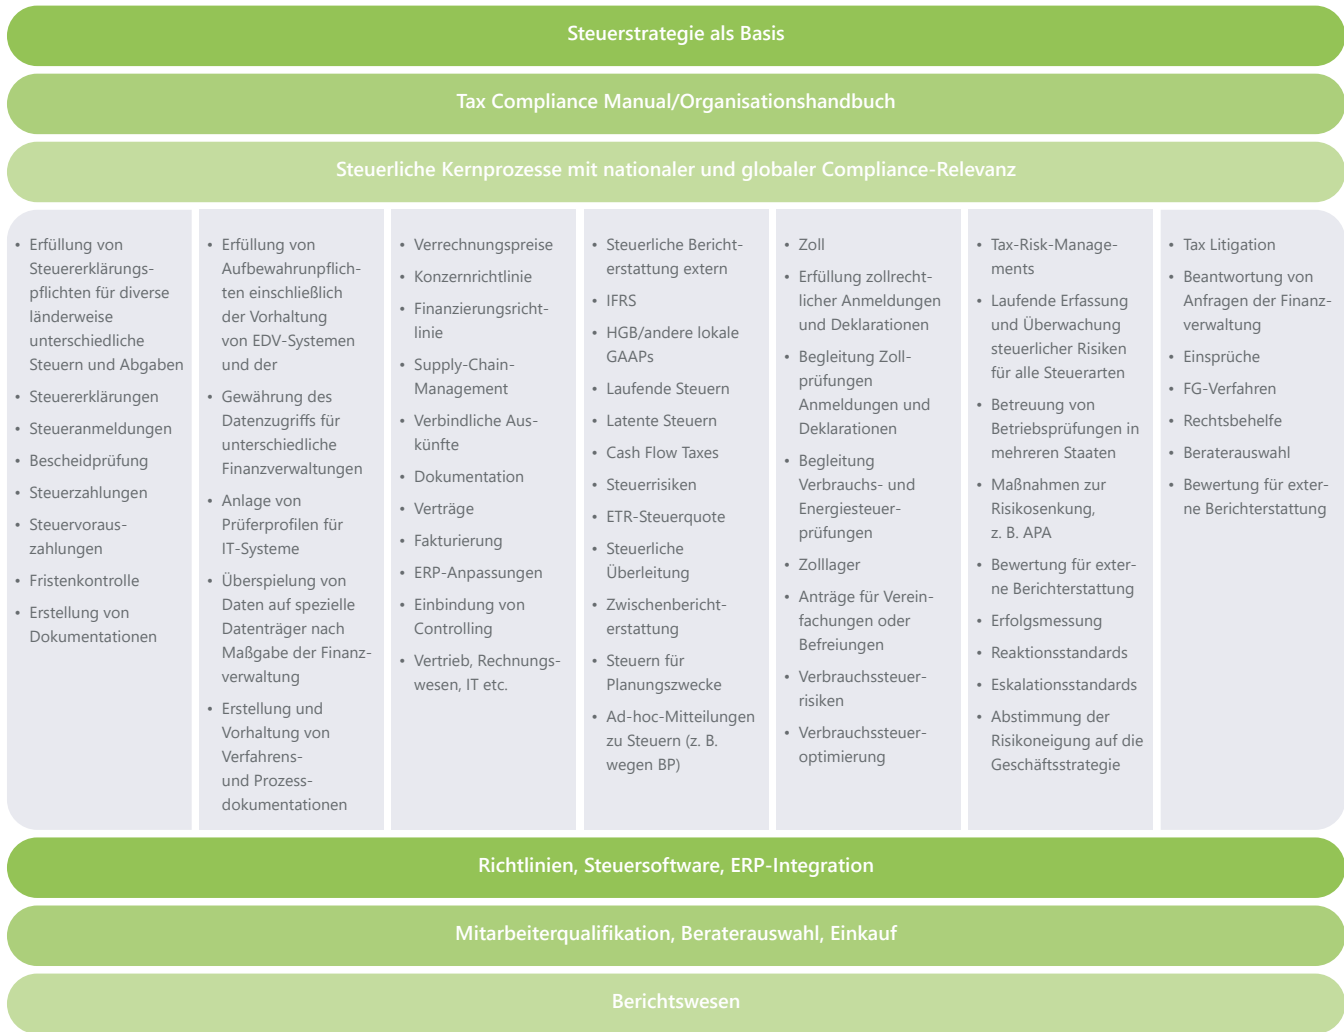 Steuerstrategie als Basis
Tax Compliance Manual/Organisationshandbuch
Steuerliche Kernprozesse mit nationaler und globaler Compliance-Relevanz
• Erfüllung von
Steuererklärungs-
pflichten für diverse
länderweise
unterschiedliche
Steuern und Abgaben
• Steuererklärungen
• Steueranmeldungen
• Bescheidprüfung
• Steuerzahlungen
• Steuervoraus-
zahlungen
• Fristenkontrolle
• Erstellung von
Dokumentationen
• Erfüllung von
Aufbewahrunpflich-
ten einschließlich
der Vorhaltung
von EDV-Systemen
und der
• Gewährung des
Datenzugriffs für
unterschiedliche
Finanzverwaltungen
• Anlage von
Prüferprofilen für
IT-Systeme
• Überspielung von
Daten auf spezielle
Datenträger nach
Maßgabe der Finanz-
verwaltung
• Erstellung und
Vorhaltung von
Verfahrens-
und Prozess-
dokumentationen
• Verrechnungspreise
• Konzernrichtlinie
• Finanzierungsricht-
linie
• Supply-Chain-
Management
• Verbindliche Aus-
künfte
• Dokumentation
• Verträge
• Fakturierung
• ERP-Anpassungen
• Einbindung von
Controlling
• Vertrieb, Rechnungs-
wesen, IT etc.
• Steuerliche Bericht-
erstattung extern
• IFRS
• HGB/andere lokale
GAAPs
• Laufende Steuern
• Latente Steuern
• Cash Flow Taxes
• Steuerrisiken
• ETR-Steuerquote
• Steuerliche
Überleitung
• Zwischenbericht-
erstattung
• Steuern für
Planungszwecke
• Ad-hoc-Mitteilungen
zu Steuern (z. B.
wegen BP)
• Zoll
• Erfüllung zollrecht-
licher Anmeldungen
und Deklarationen
• Begleitung Zoll-
prüfungen
Anmeldungen und
Deklarationen
• Begleitung
Verbrauchs- und
Energiesteuer-
prüfungen
• Zolllager
• Anträge für Verein-
fachungen oder
Befreiungen
• Verbrauchssteuer-
risiken
• Verbrauchssteuer-
optimierung
• Tax-Risk-Manage-
ments
• Laufende Erfassung
und Überwachung
steuerlicher Risiken
für alle Steuerarten
• Betreuung von
Betriebsprüfungen in
mehreren Staaten
• Maßnahmen zur
Risikosenkung,
z. B. APA
• Bewertung für exter-
ne Berichterstattung
• Erfolgsmessung
• Reaktionsstandards
• Eskalationsstandards
• Abstimmung der
Risikoneigung auf die
Geschäftsstrategie
• Tax Litigation
• Beantwortung von
Anfragen der Finanz-
verwaltung
• Einsprüche
• FG-Verfahren
• Rechtsbehelfe
• Beraterauswahl
• Bewertung für exter-
ne Berichterstattung
Richtlinien, Steuersoftware, ERP-Integration
Mitarbeiterqualifikation, Beraterauswahl, Einkauf
Berichtswesen